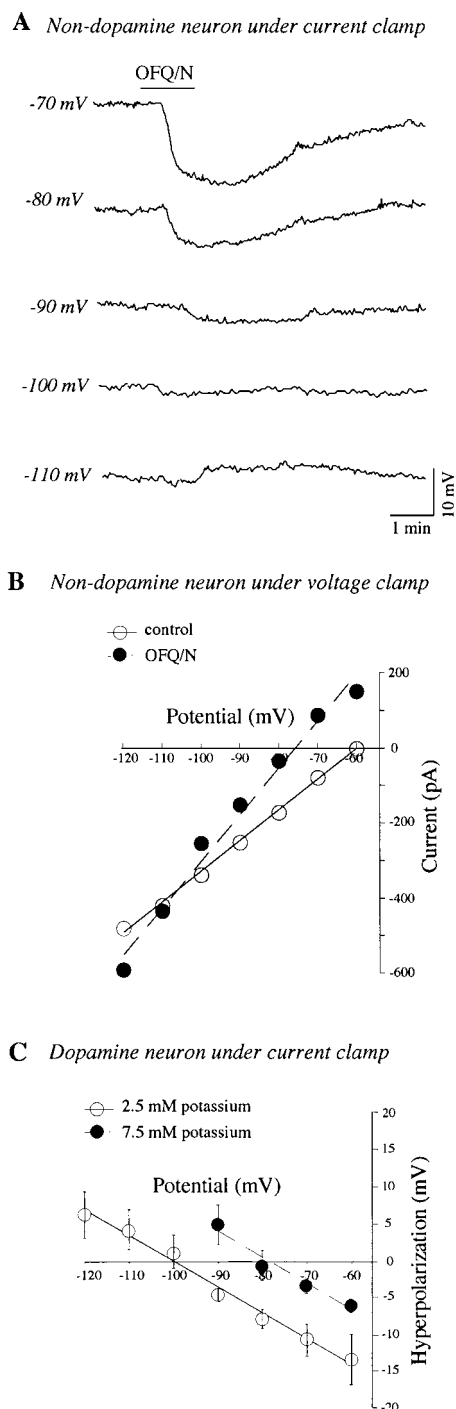 A Non-dopamine neuron under current clamp
OFQ/N
-70 mV
-80 mV
-90 mV
-100 mV
-110 mV
10 mV
1 min
B Non-dopamine neuron under voltage clamp
control
OFQ/N
Potential (mV)
200
0
-200
-400
-600
-120 -110 -100 -90 -80 -70 -60
Current (pA)
C Dopamine neuron under current clamp
2.5 mM potassium
7.5 mM potassium
Potential (mV)
20
15
10
5
0
-5
-10
-15
-20
-120 -110 -100 -90 -80 -70 -60
Hyperpolarization (mV)